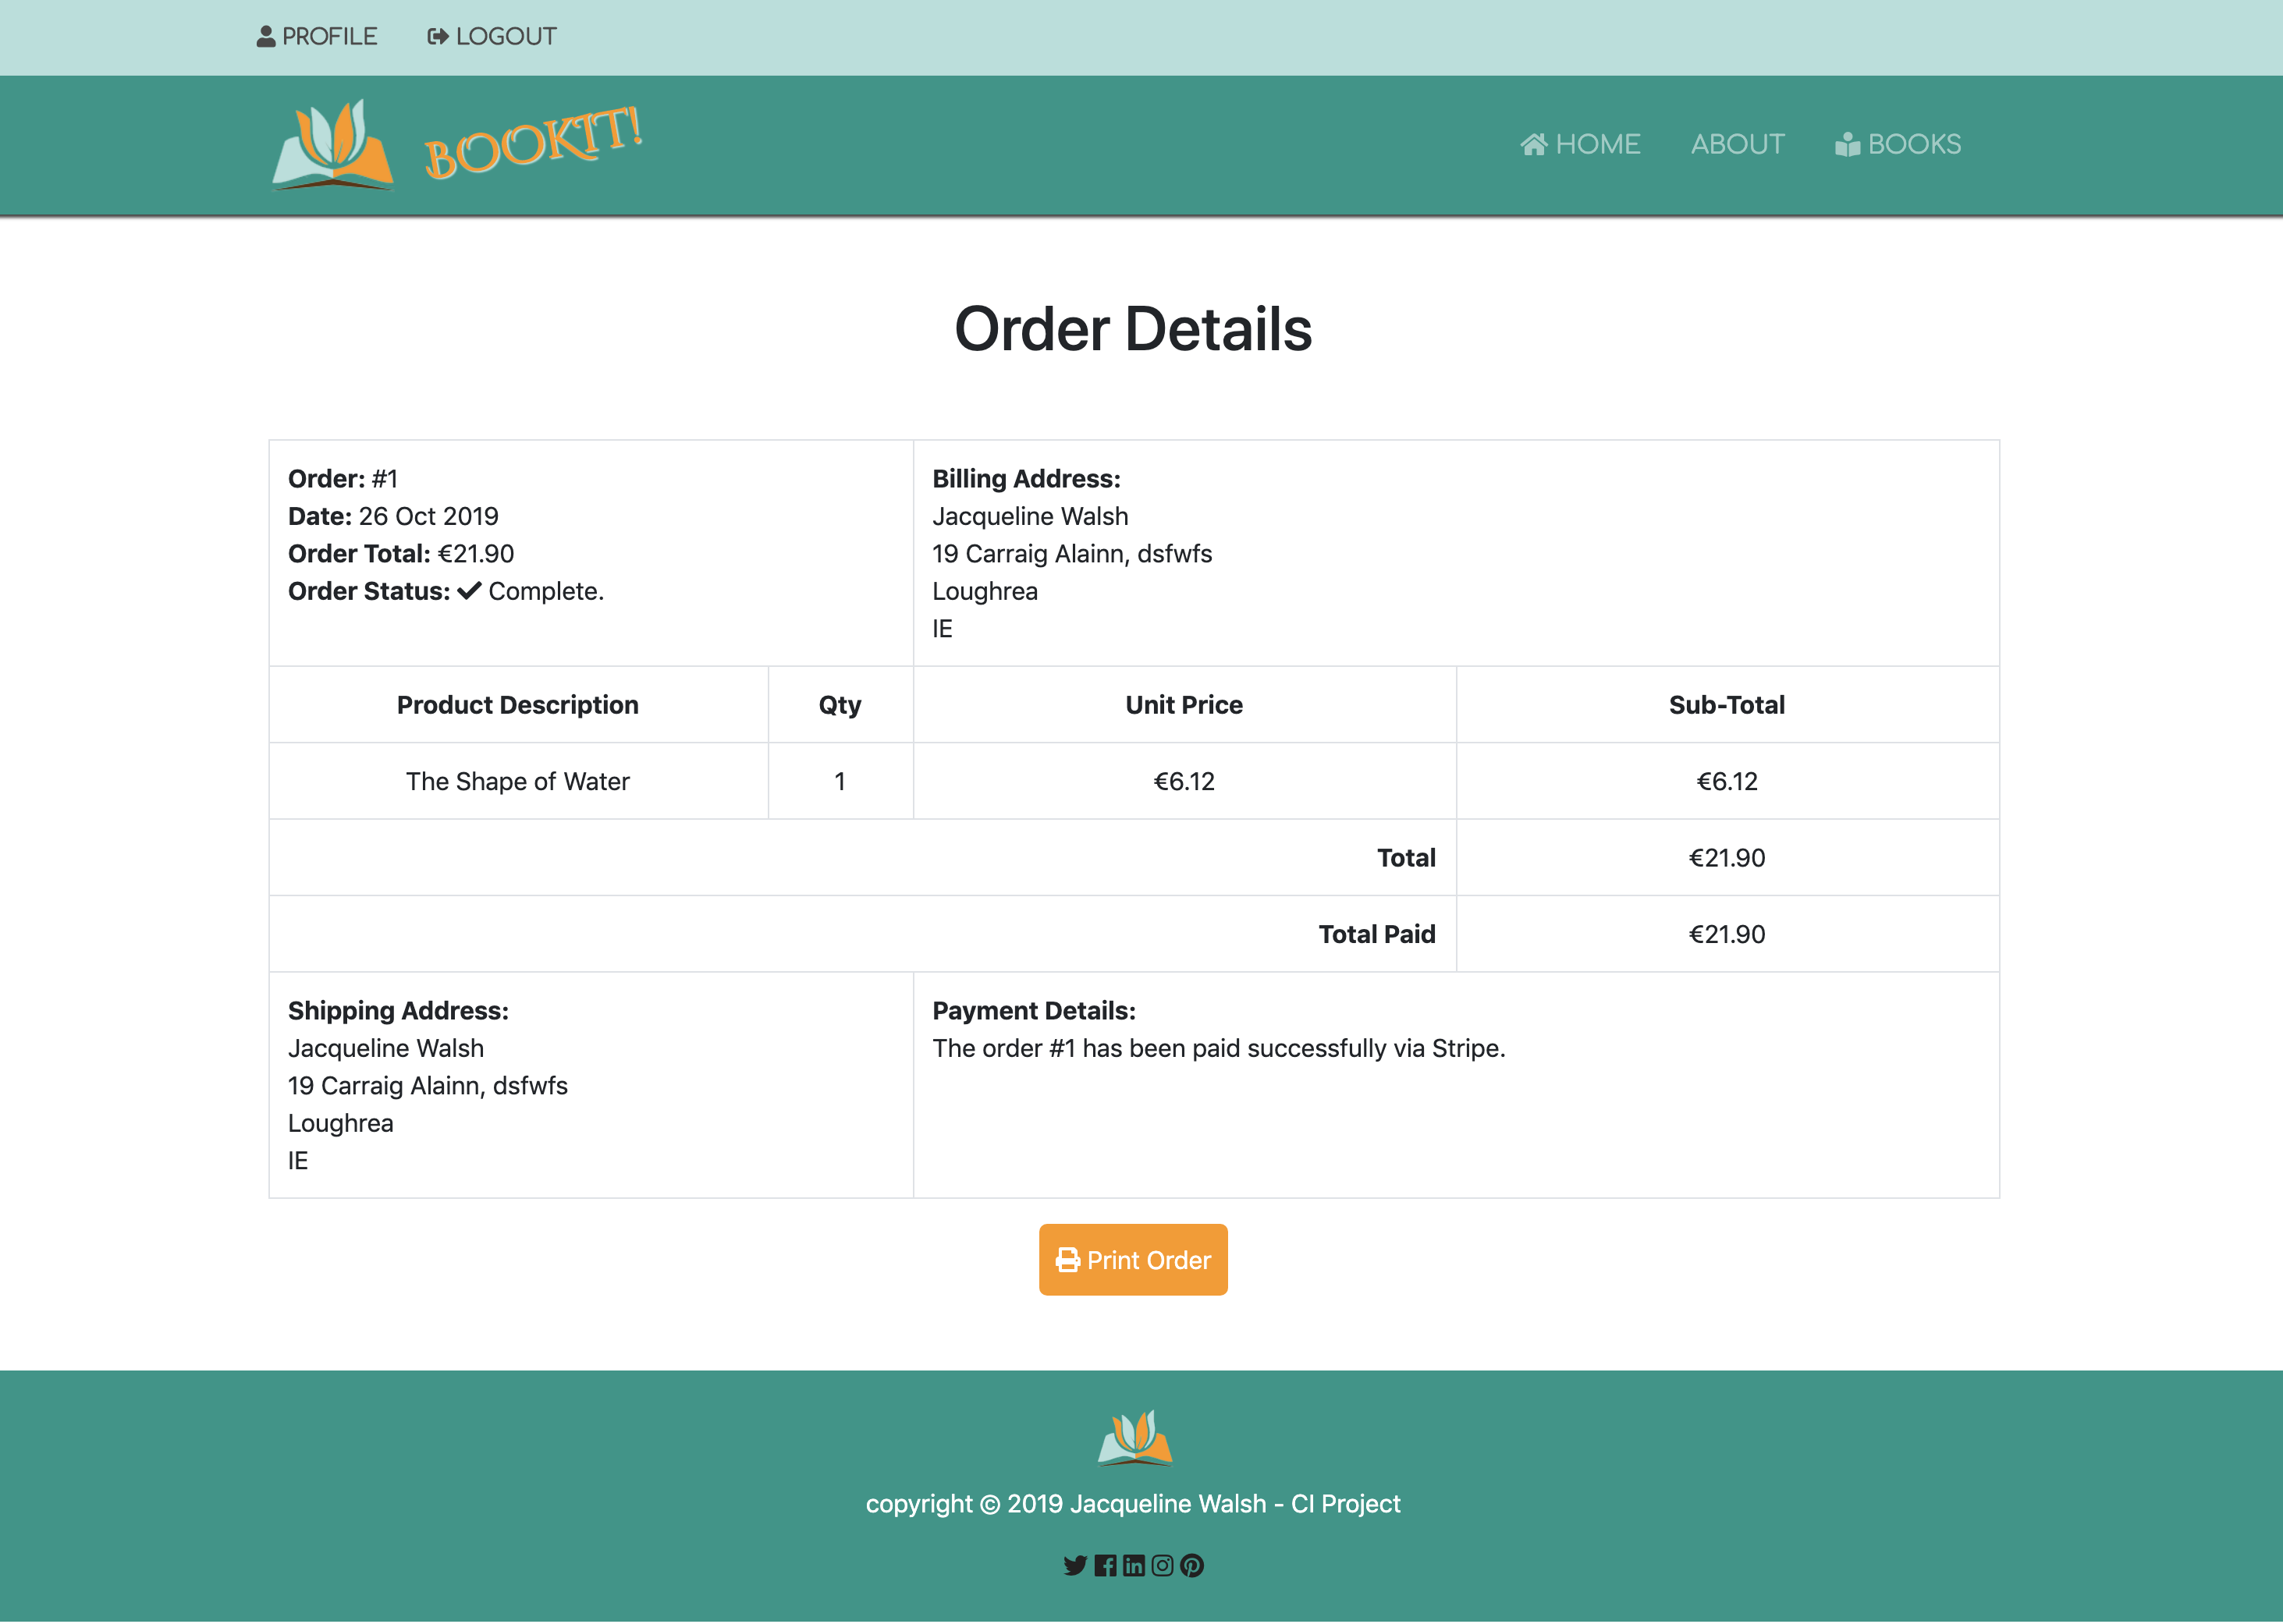 PROFILE LOGOUT
BOOKIT! HOME ABOUT BOOKS
Order Details
Order: #1
Date: 26 Oct 2019
Order Total: €21.90
Order Status: ✔ Complete.
Billing Address:
Jacqueline Walsh
19 Carraig Alainn, dsfwfs
Loughrea
IE
Product Description Qty Unit Price Sub-Total
The Shape of Water 1 €6.12 €6.12
Total €21.90
Total Paid €21.90
Shipping Address:
Jacqueline Walsh
19 Carraig Alainn, dsfwfs
Loughrea
IE
Payment Details:
The order #1 has been paid successfully via Stripe.
Print Order
copyright © 2019 Jacqueline Walsh - CI Project